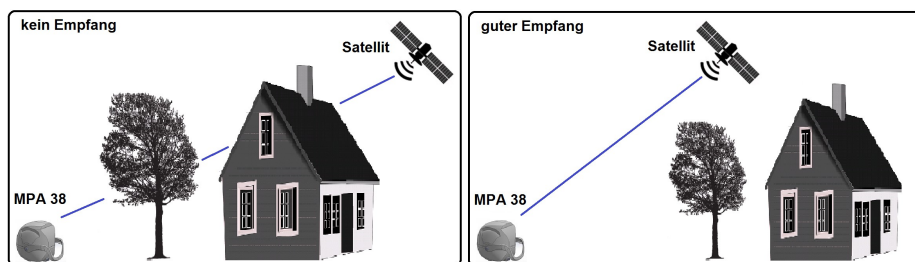 kein Empfang
Satellit
MPA 38
guter Empfang
Satellit
MPA 38